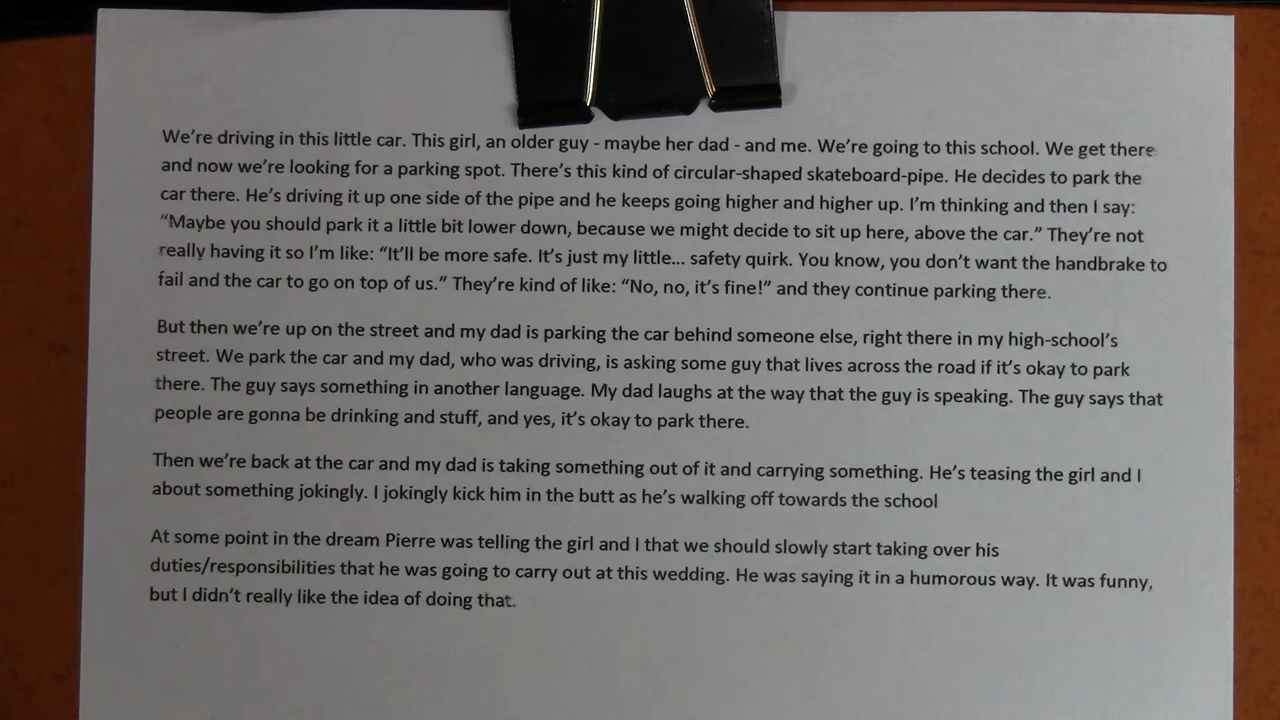 We're driving in this little car. This girl, an older guy - maybe her dad - and me. We're going to this school. We get there
and now we're looking for a parking spot. There's this kind of circular-shaped skateboard-pipe. He decides to park the
car there. He's driving it up one side of the pipe and he keeps going higher and higher up. I'm thinking and then I say:
“Maybe you should park it a little bit lower down, because we might decide to sit up here, above the car.” They're not
really having it so I'm like: “It'll be more safe. It's just my little… safety quirk. You know, you don't want the handbrake to
fail and the car to go on top of us.” They're kind of like: “No, no, it's fine!” and they continue parking there.
But then we're up on the street and my dad is parking the car behind someone else, right there in my high-school's
street. We park the car and my dad, who was driving, is asking some guy that lives across the road if it's okay to park
there. The guy says something in another language. My dad laughs at the way that the guy is speaking. The guy says that
people are gonna be drinking and stuff, and yes, it's okay to park there.
Then we're back at the car and my dad is taking something out of it and carrying something. He's teasing the girl and I
about something jokingly. I jokingly kick him in the butt as he's walking off towards the school
At some point in the dream Pierre was telling the girl and I that we should slowly start taking over his
duties/responsibilities that he was going to carry out at this wedding. He was saying it in a humorous way. It was funny,
but I didn't really like the idea of doing that.